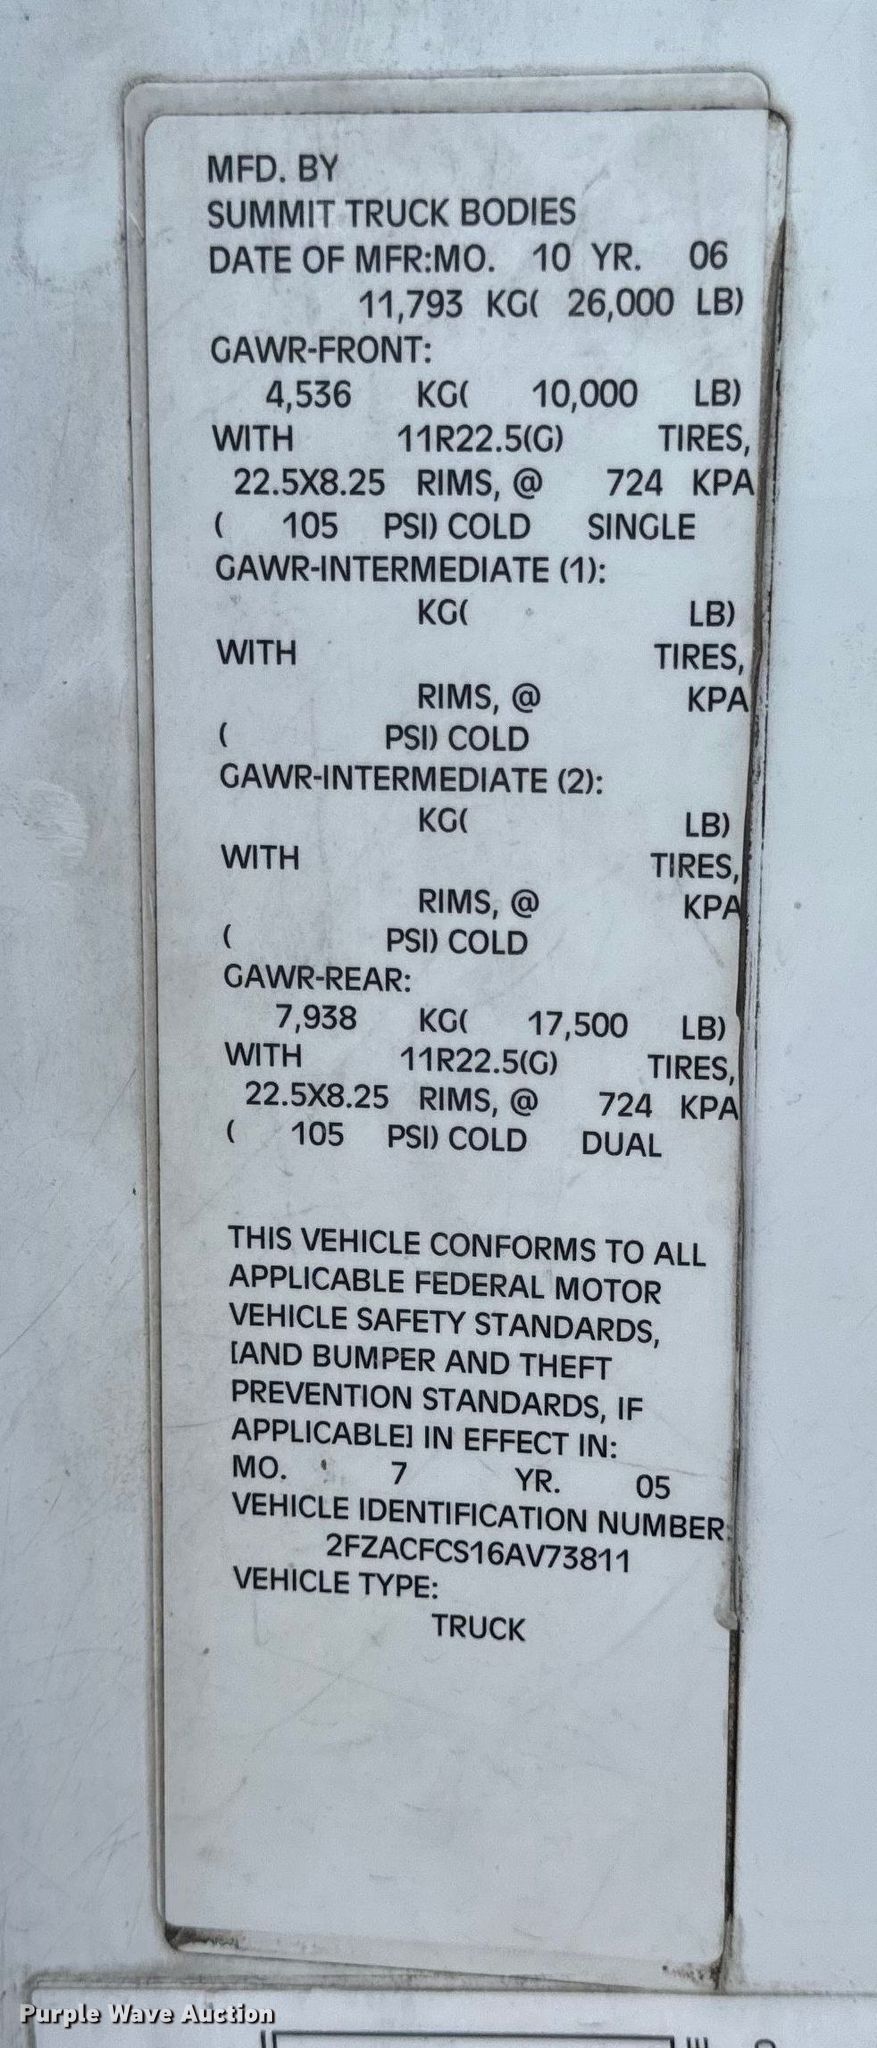 MFD. BY
SUMMIT TRUCK BODIES
DATE OF MFR:MO. 10 YR. 06
11,793 KG( 26,000 LB)
GAWR-FRONT:
4,536 KG( 10,000 LB)
WITH 11R22.5(G) TIRES,
22.5X8.25 RIMS, @ 724 KPA
( 105 PSI) COLD SINGLE
GAWR-INTERMEDIATE (1):
KG( LB)
WITH TIRES,
RIMS, @ KPA
( PSI) COLD
GAWR-INTERMEDIATE (2):
KG( LB)
WITH TIRES,
RIMS, @ KPA
( PSI) COLD
GAWR-REAR:
7,938 KG( 17,500 LB)
WITH 11R22.5(G) TIRES,
22.5X8.25 RIMS, @ 724 KPA
( 105 PSI) COLD DUAL
THIS VEHICLE CONFORMS TO ALL
APPLICABLE FEDERAL MOTOR
VEHICLE SAFETY STANDARDS,
[AND BUMPER AND THEFT
PREVENTION STANDARDS, IF
APPLICABLE] IN EFFECT IN:
MO. 7 YR. 05
VEHICLE IDENTIFICATION NUMBER:
2FZACFCS16AV73811
VEHICLE TYPE:
TRUCK
Purple Wave Auction